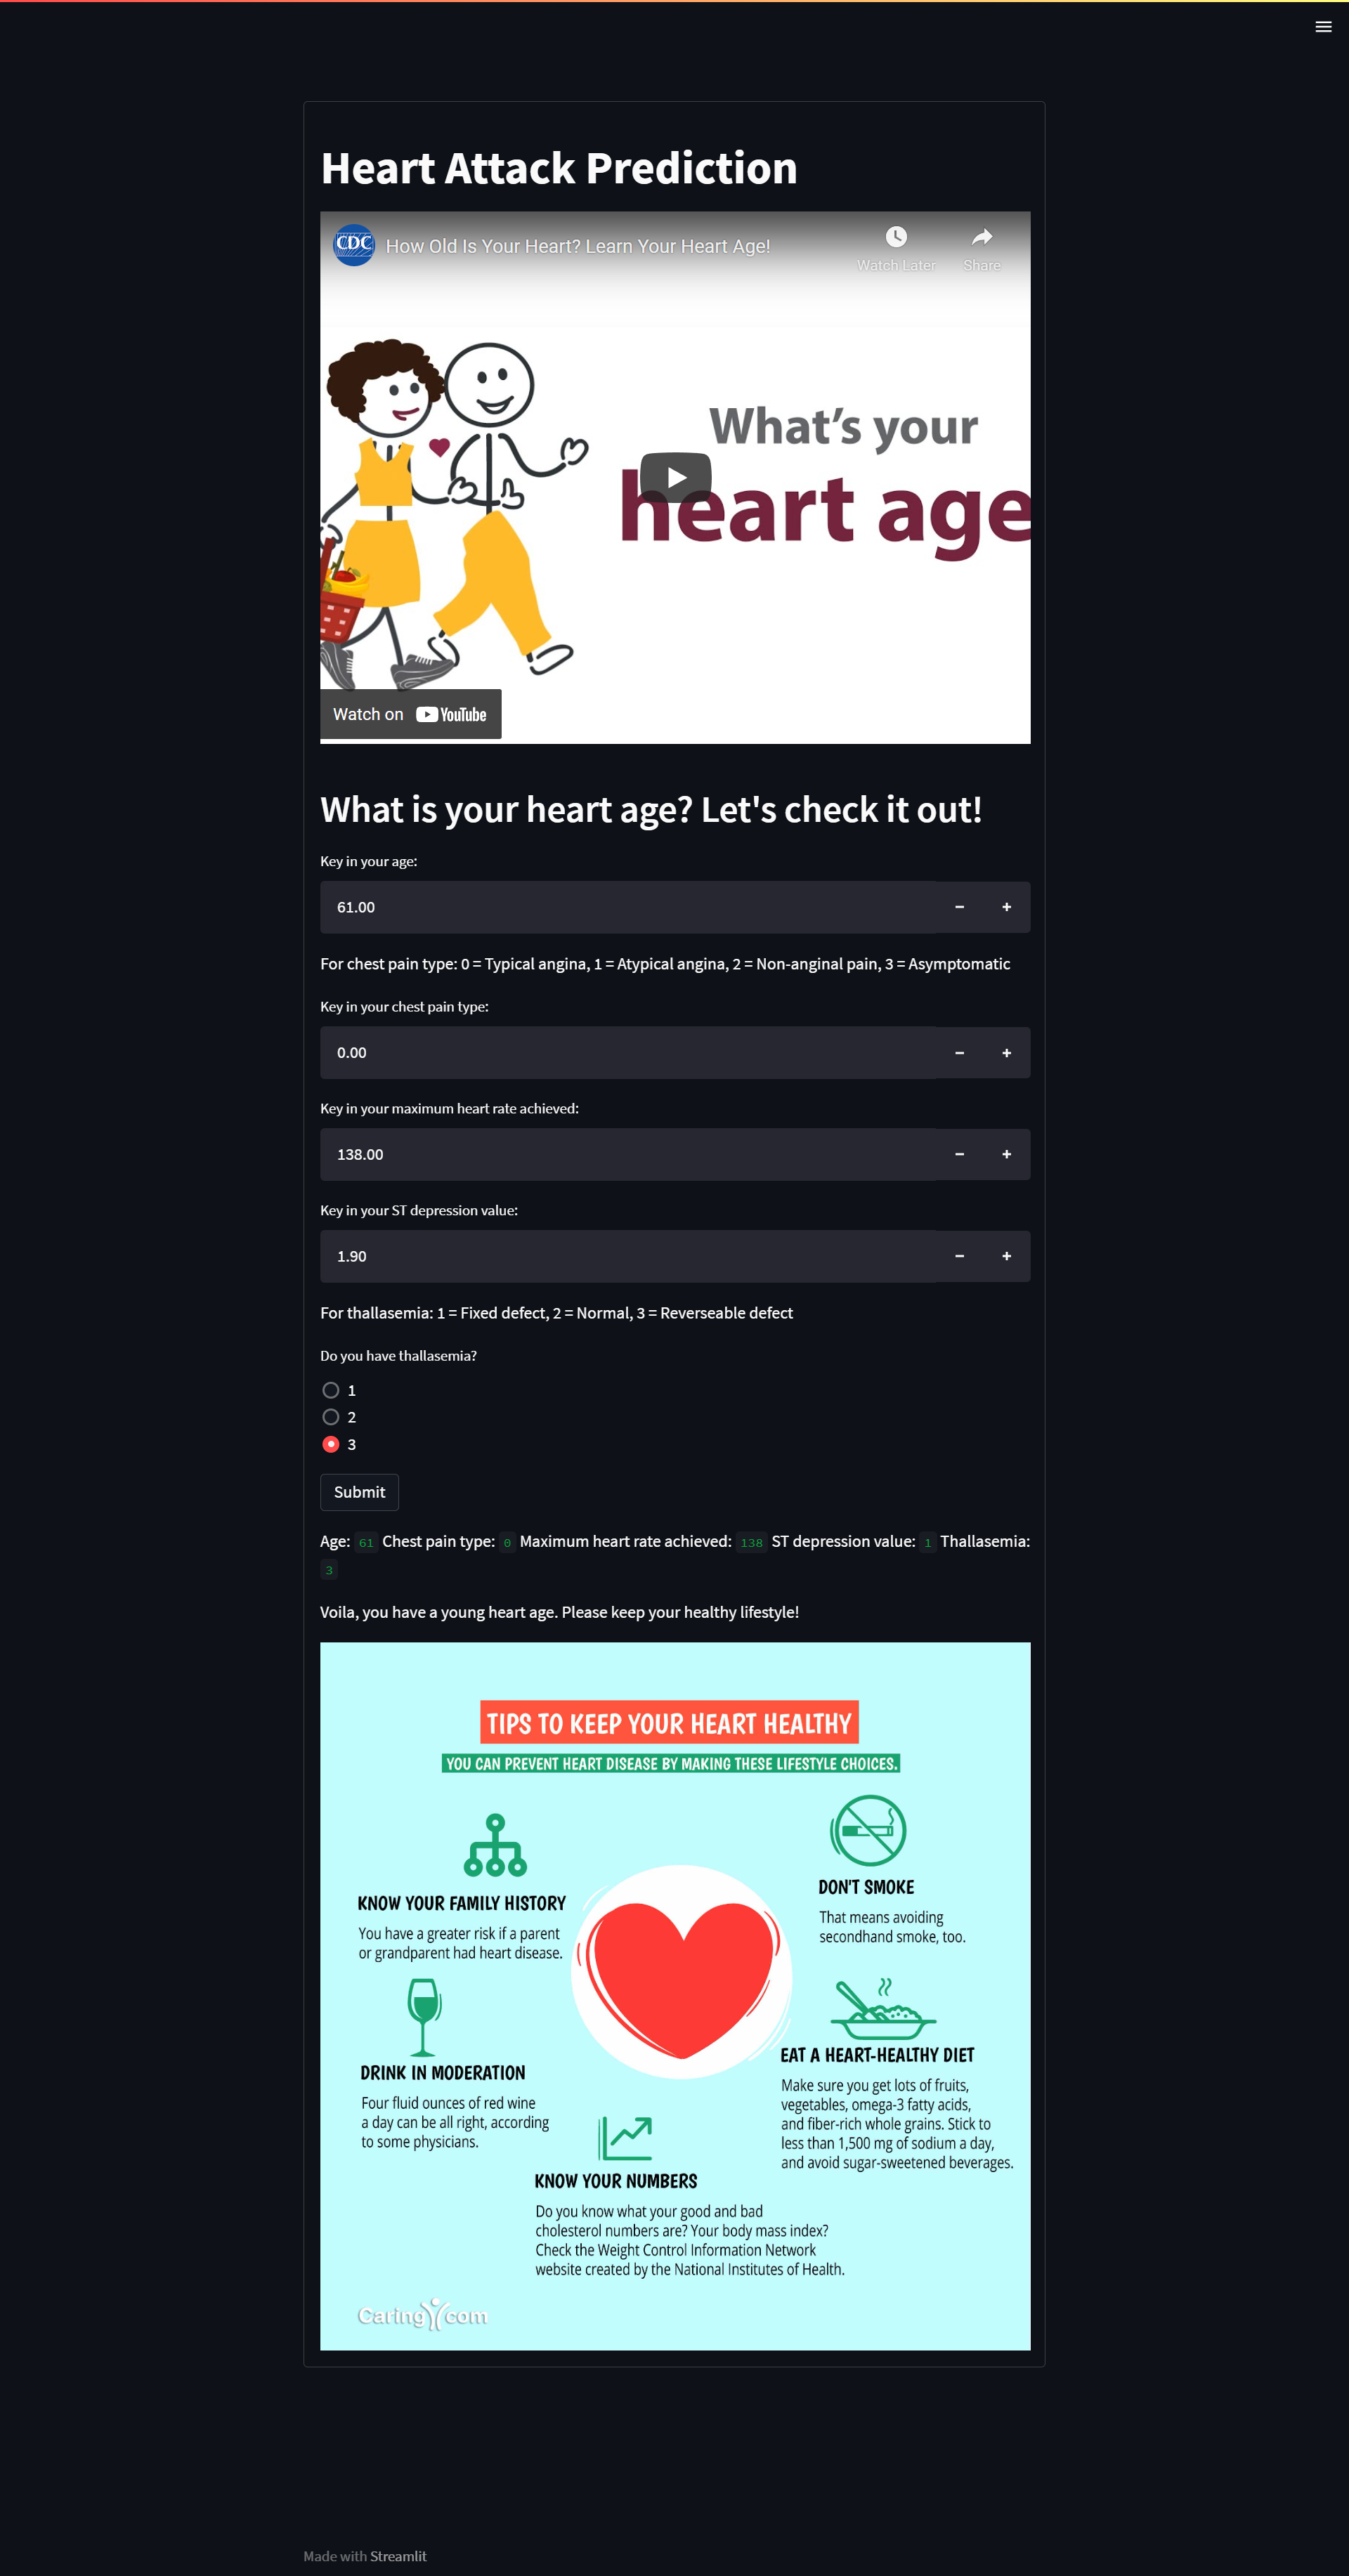 Heart Attack Prediction
CDC How Old Is Your Heart? Learn Your Heart Age! Watch Later Share
What's your
heart age
Watch on YouTube
What is your heart age? Let's check it out!
Key in your age:
61.00
For chest pain type: 0 = Typical angina, 1 = Atypical angina, 2 = Non-anginal pain, 3 = Asymptomatic
Key in your chest pain type:
0.00
Key in your maximum heart rate achieved:
138.00
Key in your ST depression value:
1.90
For thallasemia: 1 = Fixed defect, 2 = Normal, 3 = Reverseable defect
Do you have thallasemia?
1
2
3
Submit
Age: 61 Chest pain type: 0 Maximum heart rate achieved: 138 ST depression value: 1 Thallasemia:
3
Voila, you have a young heart age. Please keep your healthy lifestyle!
TIPS TO KEEP YOUR HEART HEALTHY
YOU CAN PREVENT HEART DISEASE BY MAKING THESE LIFESTYLE CHOICES.
KNOW YOUR FAMILY HISTORY
You have a greater risk if a parent
or grandparent had heart disease.
DON'T SMOKE
That means avoiding
secondhand smoke, too.
DRINK IN MODERATION
Four fluid ounces of red wine
a day can be all right, according
to some physicians.
EAT A HEART-HEALTHY DIET
Make sure you get lots of fruits,
vegetables, omega-3 fatty acids,
and fiber-rich whole grains. Stick to
less than 1,500 mg of sodium a day,
and avoid sugar-sweetened beverages.
KNOW YOUR NUMBERS
Do you know what your good and bad
cholesterol numbers are? Your body mass index?
Check the Weight Control Information Network
website created by the National Institutes of Health.
Caring com
Made with Streamlit